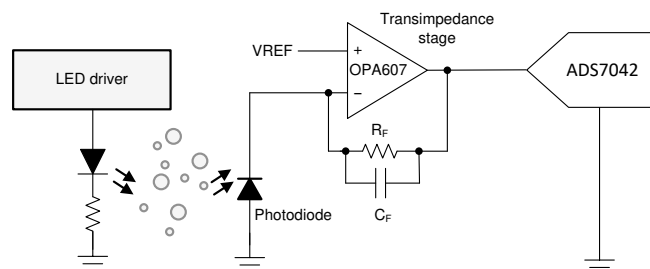 Transimpedance
stage
VREF
+
OPA607
−
ADS7042
LED driver
RF
Photodiode
CF